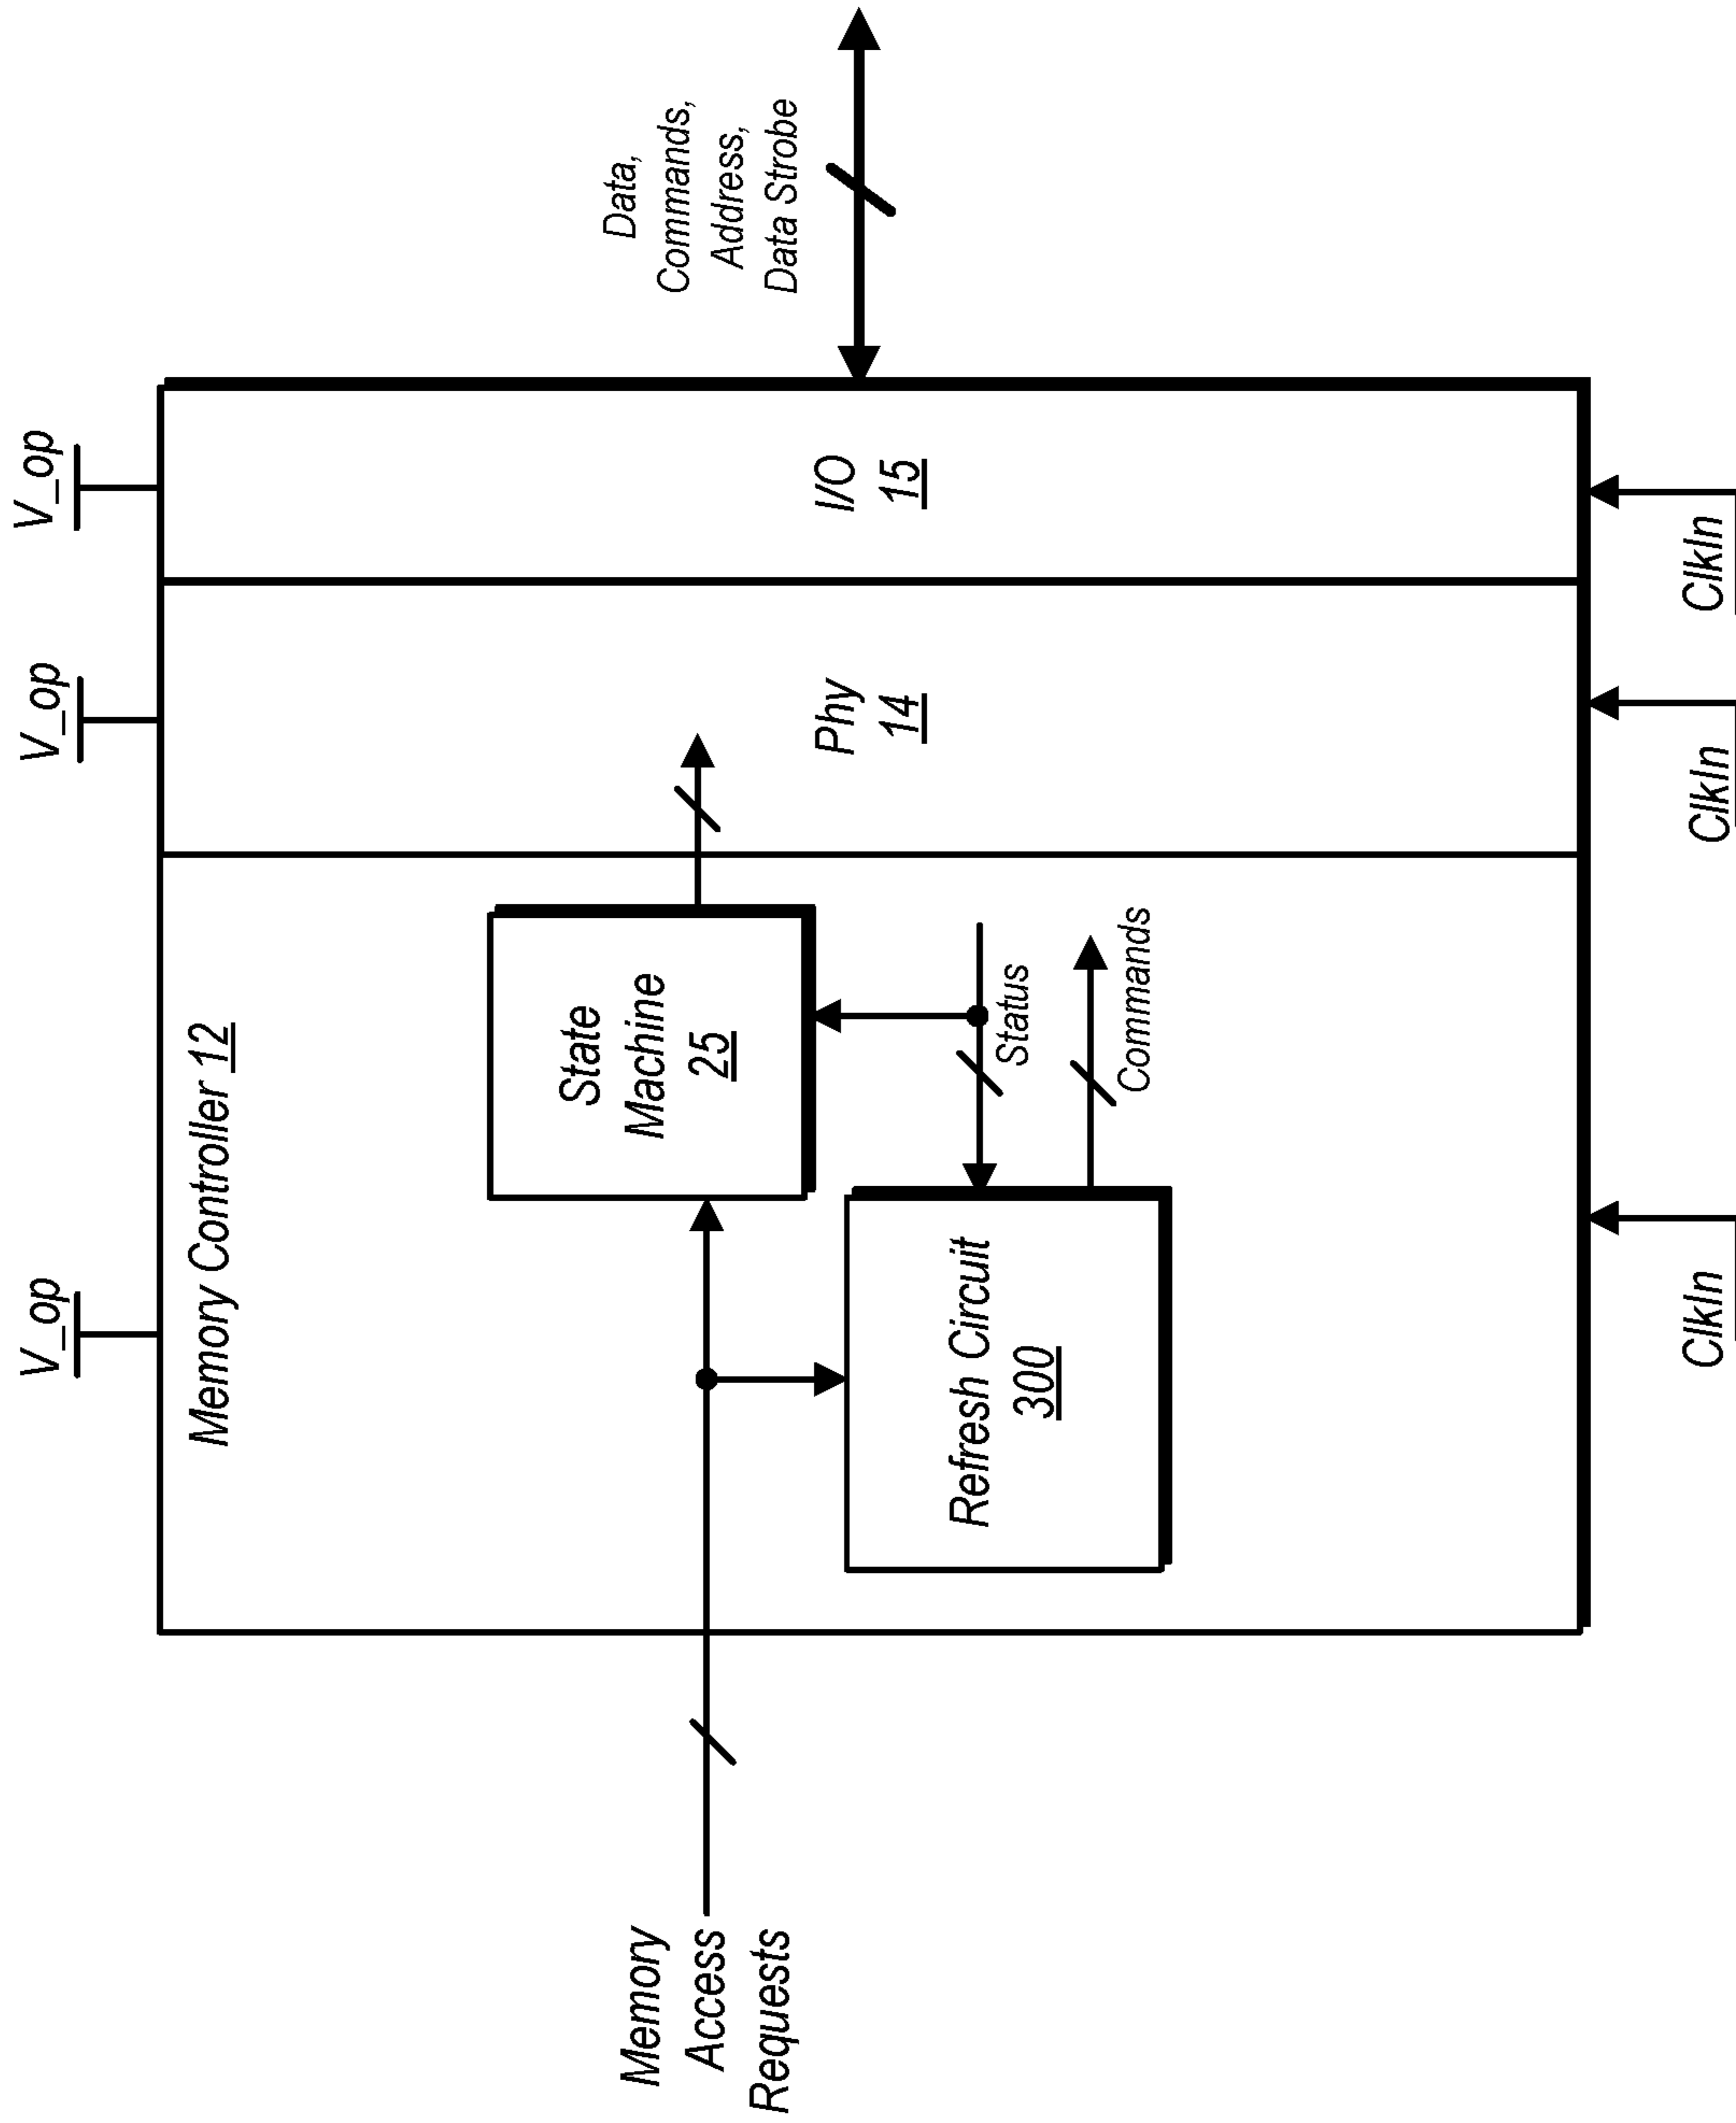 V_op
V_op
V_op
Memory Controller 12
State
Machine
25
Phy
14
I/O
15
Data,
Commands,
Address,
Data Strobe
Memory
Access
Requests
Refresh Circuit
300
Status
Commands
ClkIn
ClkIn
ClkIn